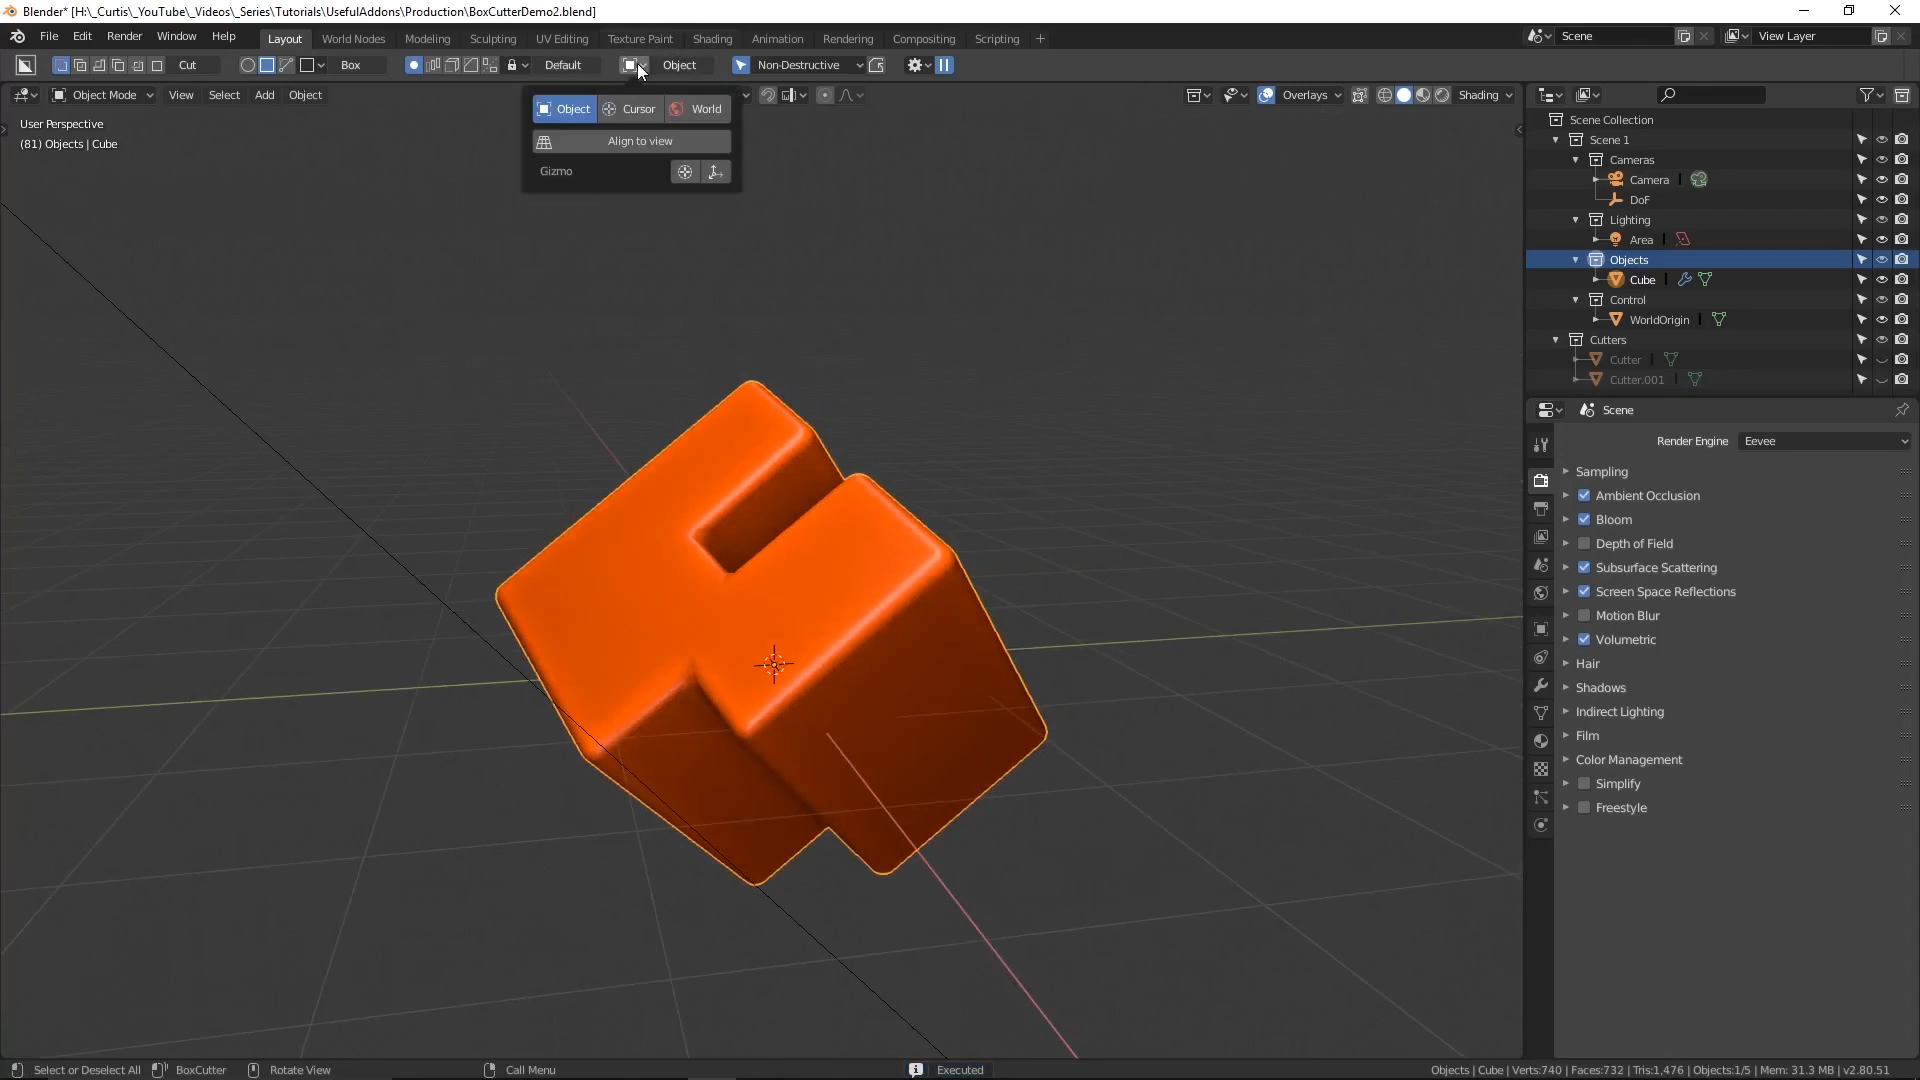 Blender* [H:\_Curtis\_YouTube\_Videos\_Series\Tutorials\UsefulAddons\Production\BoxCutterDemo2.blend]
File Edit Render Window Help Layout World Nodes Modeling Sculpting UV Editing Texture Paint Shading Animation Rendering Compositing Scripting + Scene View Layer
Cut Box Default Object Non-Destructive
Object Mode View Select Add Object Overlays Shading
User Perspective
(81) Objects | Cube
Object Cursor World
Align to view
Gizmo
Scene Collection
Scene 1
Cameras
Camera
DoF
Lighting
Area
Objects
Cube
Control
WorldOrigin
Cutters
Cutter
Cutter.001
Scene
Render Engine Eevee
Sampling
Ambient Occlusion
Bloom
Depth of Field
Subsurface Scattering
Screen Space Reflections
Motion Blur
Volumetric
Hair
Shadows
Indirect Lighting
Film
Color Management
Simplify
Freestyle
Select or Deselect All BoxCutter Rotate View Call Menu Executed Objects | Cube | Verts:740 | Faces:732 | Tris:1,476 | Objects:1/5 | Mem: 31.3 MB | v2.80.51